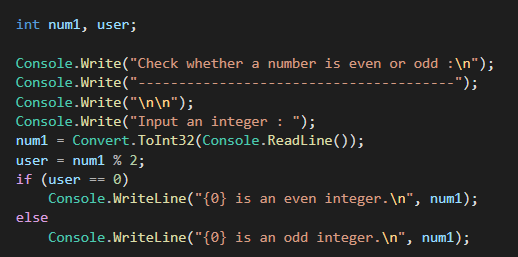 int num1, user;
Console.Write("Check whether a number is even or odd :\n");
Console.Write("---------------------------------------");
Console.Write("\n\n");
Console.Write("Input an integer : ");
num1 = Convert.ToInt32(Console.ReadLine());
user = num1 % 2;
if (user == 0)
    Console.WriteLine("{0} is an even integer.\n", num1);
else
    Console.WriteLine("{0} is an odd integer.\n", num1);